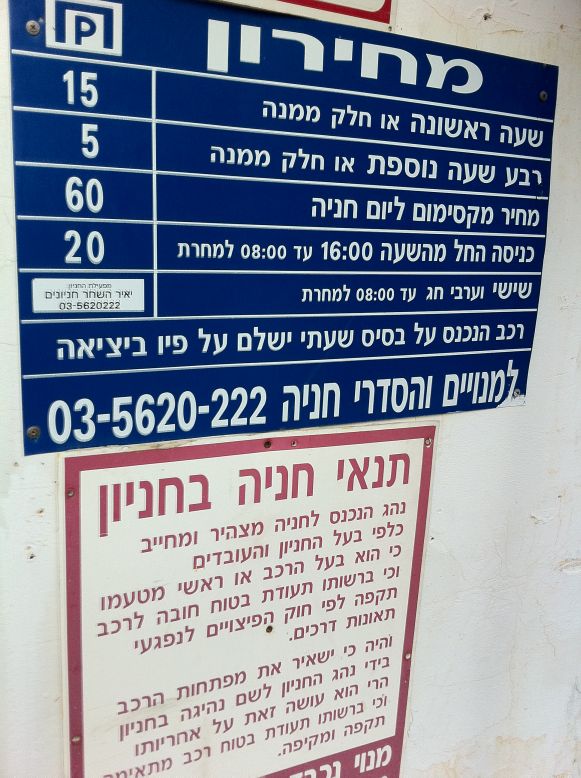 P
מחירון
שעה ראשונה או חלק ממנה 15
רבע שעה נוספת או חלק ממנה 5
מחיר מקסימום ליום חניה 60
כניסה החל מהשעה 16:00 עד 08:00 למחרת 20
שישי וערבי חג עד 08:00 למחרת
מפעילת החניון:
יאיר השחר חניונים
03-5620222
רכב הנכנס על בסיס שעתי ישלם על פיו ביציאה
למנויים והסדרי חניה 03-5620-222
תנאי חניה בחניון
נהג הנכנס לחניה מצהיר ומחייב
כלפי בעל החניון והעובדים
כי הוא בעל הרכב או ראשי מטעמו
וכי ברשותו תעודת בטוח חובה לרכב
תקפה לפי חוק הפיצויים לנפגעי
תאונות דרכים.
והיה כי ישאיר את מפתחות הרכב
בידי נהג החניון לשם נהיגה בחניון
הרי הוא עושה זאת על אחריותו
וכי ברשותו תעודת בטוח רכב מתאימה
תקפה ומקיפה.
מנוי